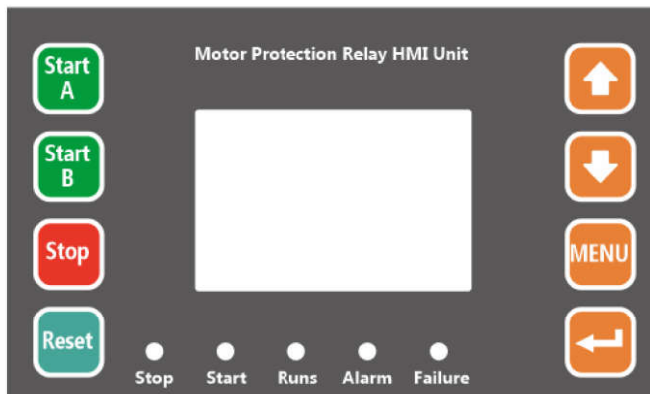 Motor Protection Relay HMI Unit
Start
A
Start
B
Stop
Reset
MENU
Stop Start Runs Alarm Failure